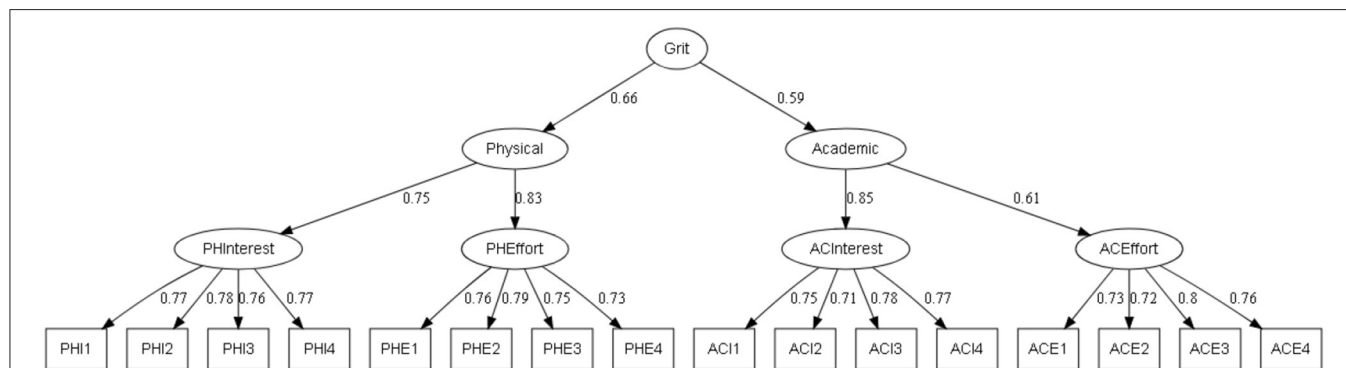 Grit
0.66 0.59
Physical Academic
0.75 0.83 0.85 0.61
PHInterest PHEffort ACInterest ACEffort
0.77 0.78 0.76 0.77 0.76 0.79 0.75 0.73 0.75 0.71 0.78 0.77 0.73 0.72 0.8 0.76
PHI1 PHI2 PHI3 PHI4 PHE1 PHE2 PHE3 PHE4 ACI1 ACI2 ACI3 ACI4 ACE1 ACE2 ACE3 ACE4